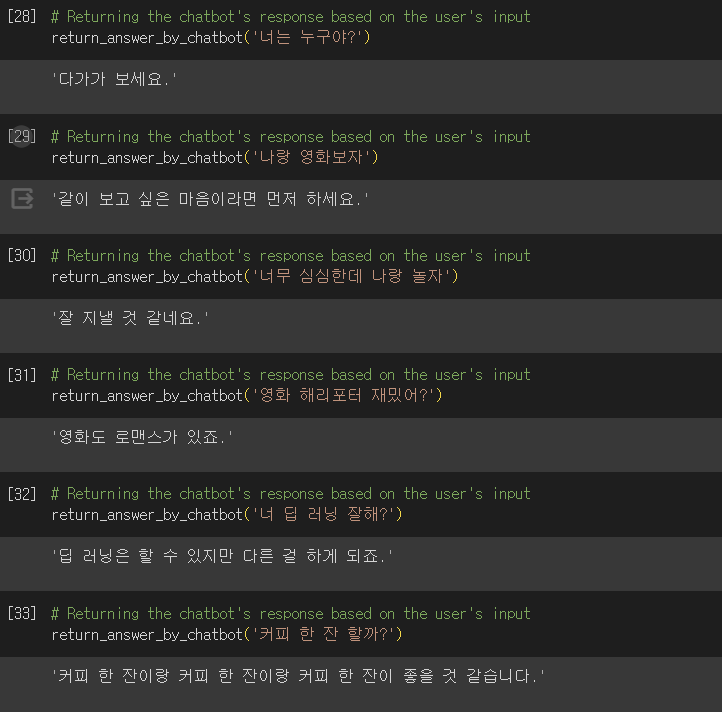 [28] # Returning the chatbot's response based on the user's input
return_answer_by_chatbot('너는 누구야?')
'다가가 보세요.'
[29] # Returning the chatbot's response based on the user's input
return_answer_by_chatbot('나랑 영화보자')
'같이 보고 싶은 마음이라면 먼저 하세요.'
[30] # Returning the chatbot's response based on the user's input
return_answer_by_chatbot('너무 심심한데 나랑 놀자')
'잘 지낼 것 같네요.'
[31] # Returning the chatbot's response based on the user's input
return_answer_by_chatbot('영화 해리포터 재밌어?')
'영화도 로맨스가 있죠.'
[32] # Returning the chatbot's response based on the user's input
return_answer_by_chatbot('너 딥 러닝 잘해?')
'딥 러닝은 할 수 있지만 다른 걸 하게 되죠.'
[33] # Returning the chatbot's response based on the user's input
return_answer_by_chatbot('커피 한 잔 할까?')
'커피 한 잔이랑 커피 한 잔이랑 커피 한 잔이 좋을 것 같습니다.'